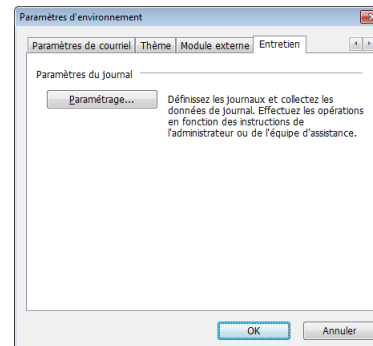 Paramètres d'environnement
Paramètres de courriel Thème Module externe Entretien
Paramètres du journal
Paramétrage... Définissez les journaux et collectez les
données de journal. Effectuez les opérations
en fonction des instructions de
l'administrateur ou de l'équipe d'assistance.
OK Annuler